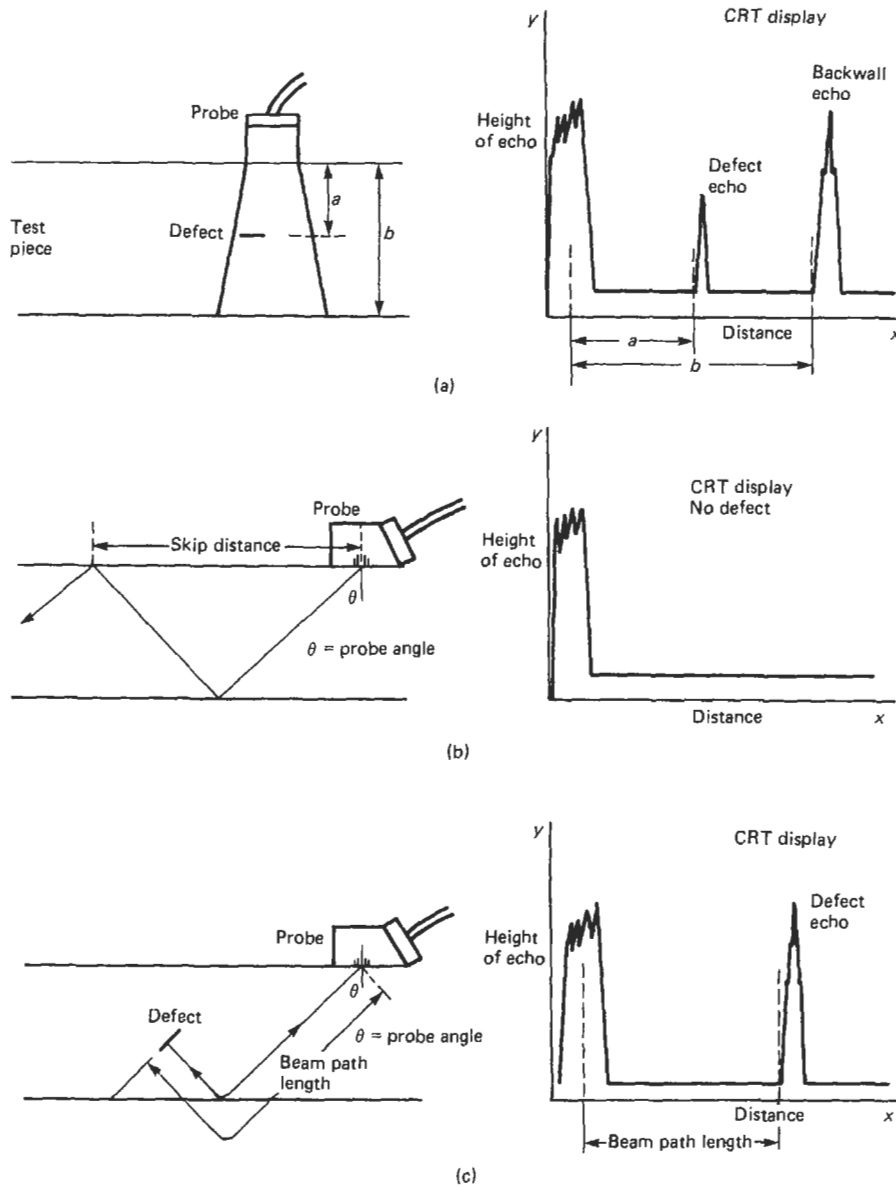 y
CRT display
Probe
Height
of echo
Backwall
echo
Defect
echo
Test
piece
Defect
a
b
Distance
x
a
b
(a)
y
CRT display
No defect
Probe
Skip distance
Height
of echo
θ
θ = probe angle
Distance
x
(b)
y
CRT display
Probe
Height
of echo
Defect
echo
θ
Defect
θ = probe angle
Beam path
length
Distance
x
Beam path length
(c)